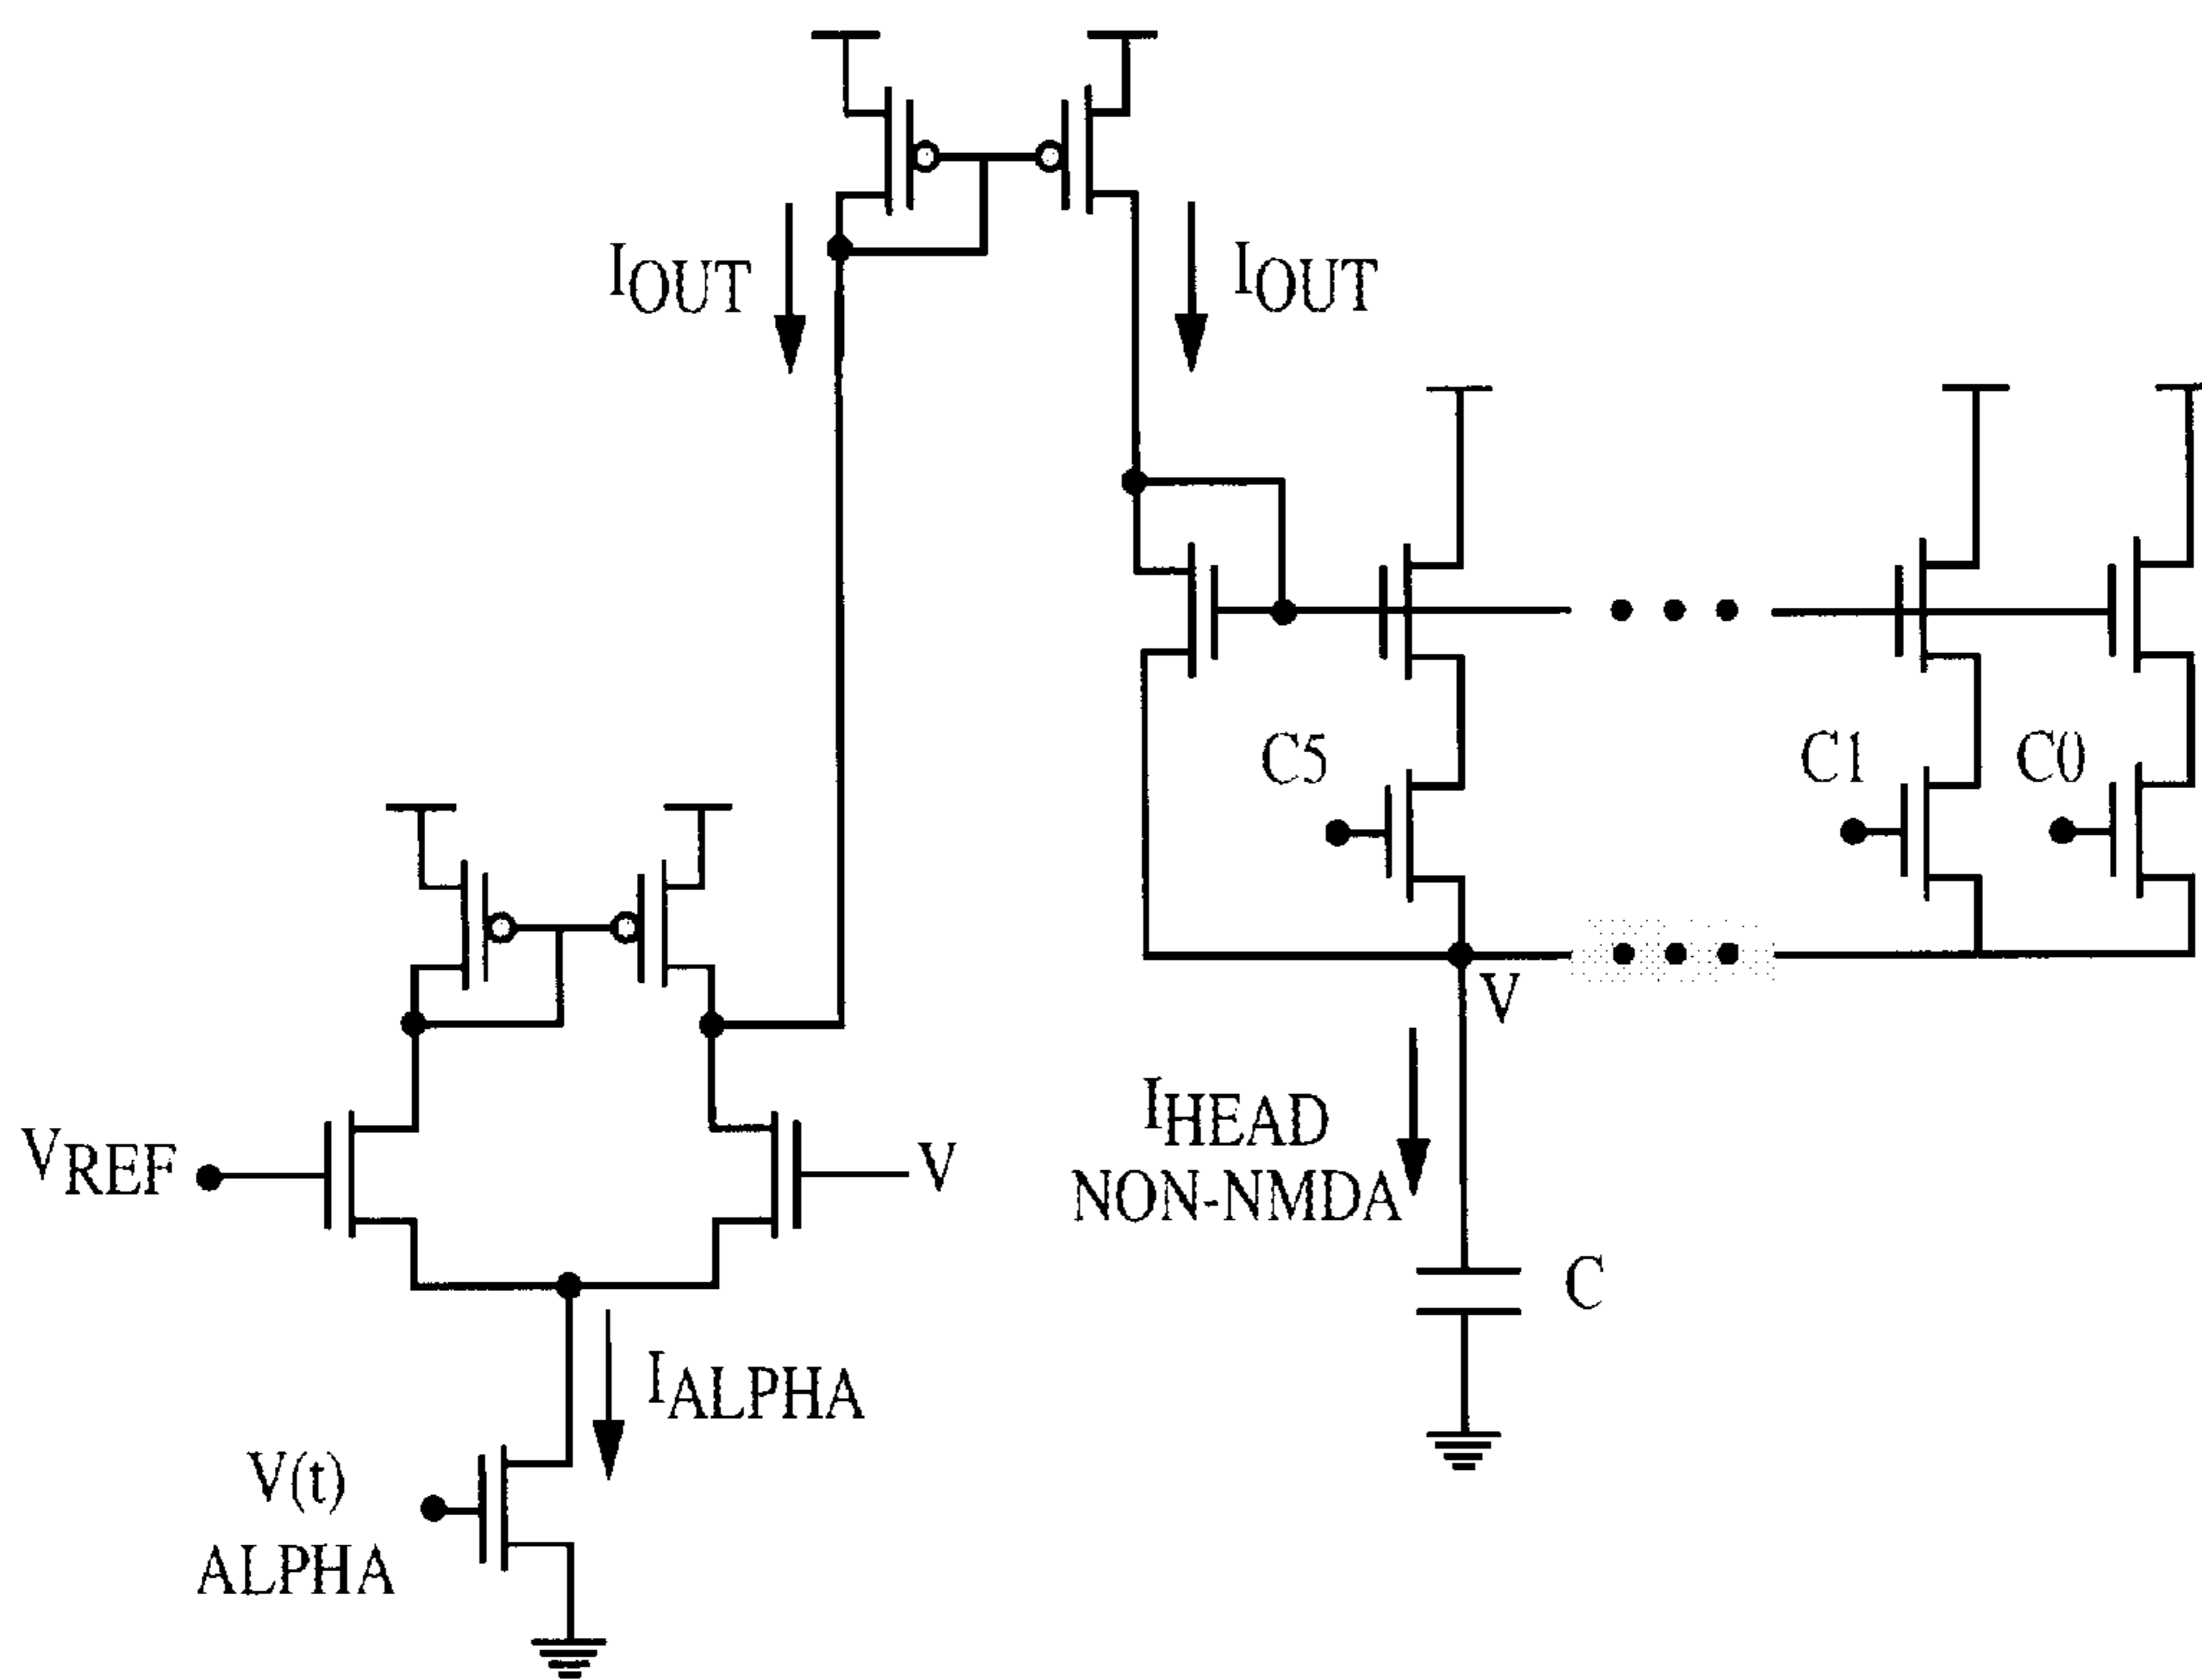 IOUT
IOUT
C5
C1
C0
V
VREF
V
IHEAD
NON-NMDA
C
IALPHA
V(t)
ALPHA